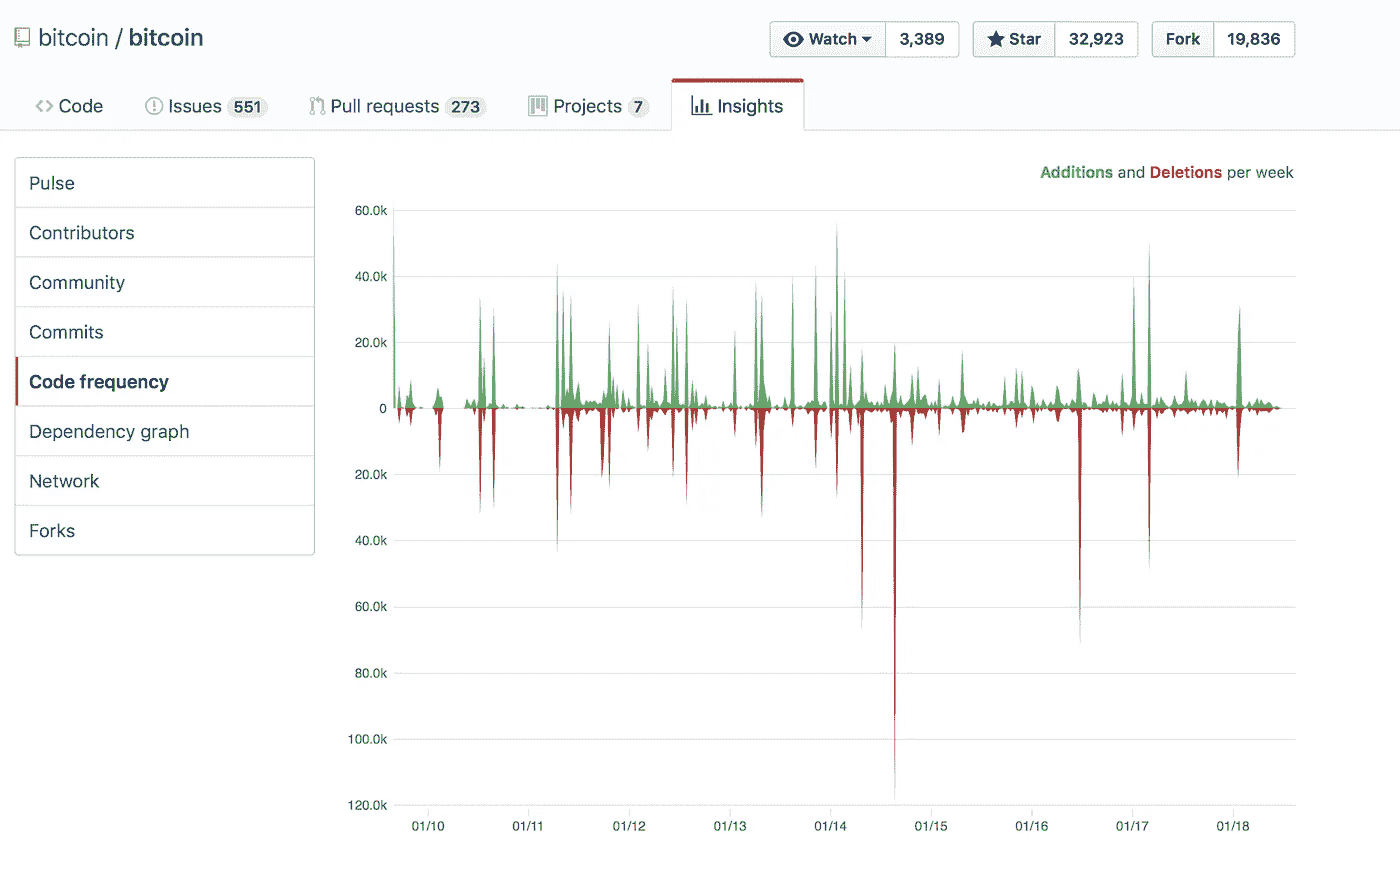 bitcoin / bitcoin
Watch 3,389 Star 32,923 Fork 19,836
Code Issues 551 Pull requests 273 Projects 7 Insights
Pulse
Contributors
Community
Commits
Code frequency
Dependency graph
Network
Forks
Additions and Deletions per week
60.0k
40.0k
20.0k
0
20.0k
40.0k
60.0k
80.0k
100.0k
120.0k
01/10 01/11 01/12 01/13 01/14 01/15 01/16 01/17 01/18